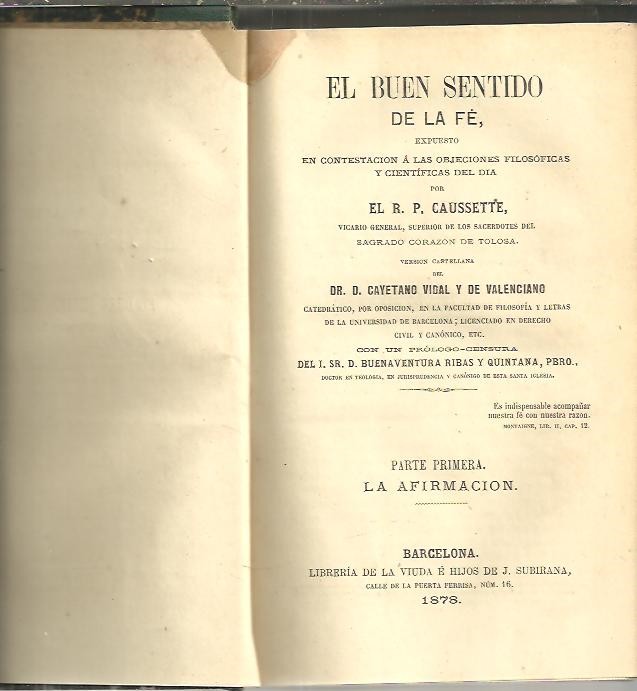 EL BUEN SENTIDO
DE LA FÉ,
EXPUESTO
EN CONTESTACION Á LAS OBJECIONES FILOSÓFICAS
Y CIENTÍFICAS DEL DIA
POR
EL R. P. CAUSSETTE,
VICARIO GENERAL, SUPERIOR DE LOS SACERDOTES DEL
SAGRADO CORAZON DE TOLOSA.
VERSION CASTELLANA
DEL
DR. D. CAYETANO VIDAL Y DE VALENCIANO
CATEDRÁTICO, POR OPOSICION, EN LA FACULTAD DE FILOSOFÍA Y LETRAS
DE LA UNIVERSIDAD DE BARCELONA; LICENCIADO EN DERECHO
CIVIL Y CANÓNICO, ETC.
CON UN PRÓLOGO-CENSURA
DEL I. SR. D. BUENAVENTURA RIBAS Y QUINTANA, PBRO.,
DOCTOR EN TEOLOGIA, EN JURISPRUDENCIA Y CANÓNIGO DE ESTA SANTA IGLESIA.
Es indispensable acompañar
nuestra fé con nuestra razon.
MONTAIGNE, LIB. II, CAP. 12.
PARTE PRIMERA.
LA AFIRMACION.
BARCELONA.
LIBRERÍA DE LA VIUDA É HIJOS DE J. SUBIRANA,
CALLE DE LA PUERTA FERRISA, NÚM. 16.
1878.